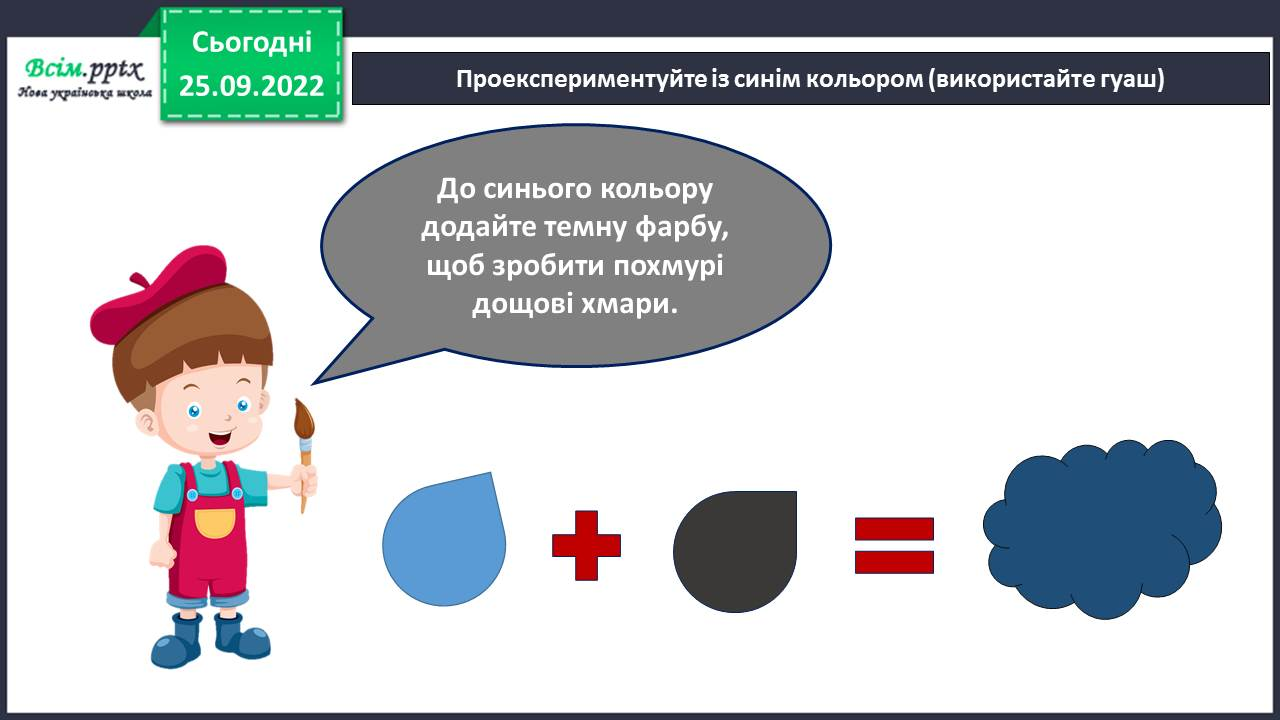 Сьогодні
25.09.2022
Всім.pptx
Нова українська школа
Проекспериментуйте із синім кольором (використайте гуаш)
До синього кольору
додайте темну фарбу,
щоб зробити похмурі
дощові хмари.